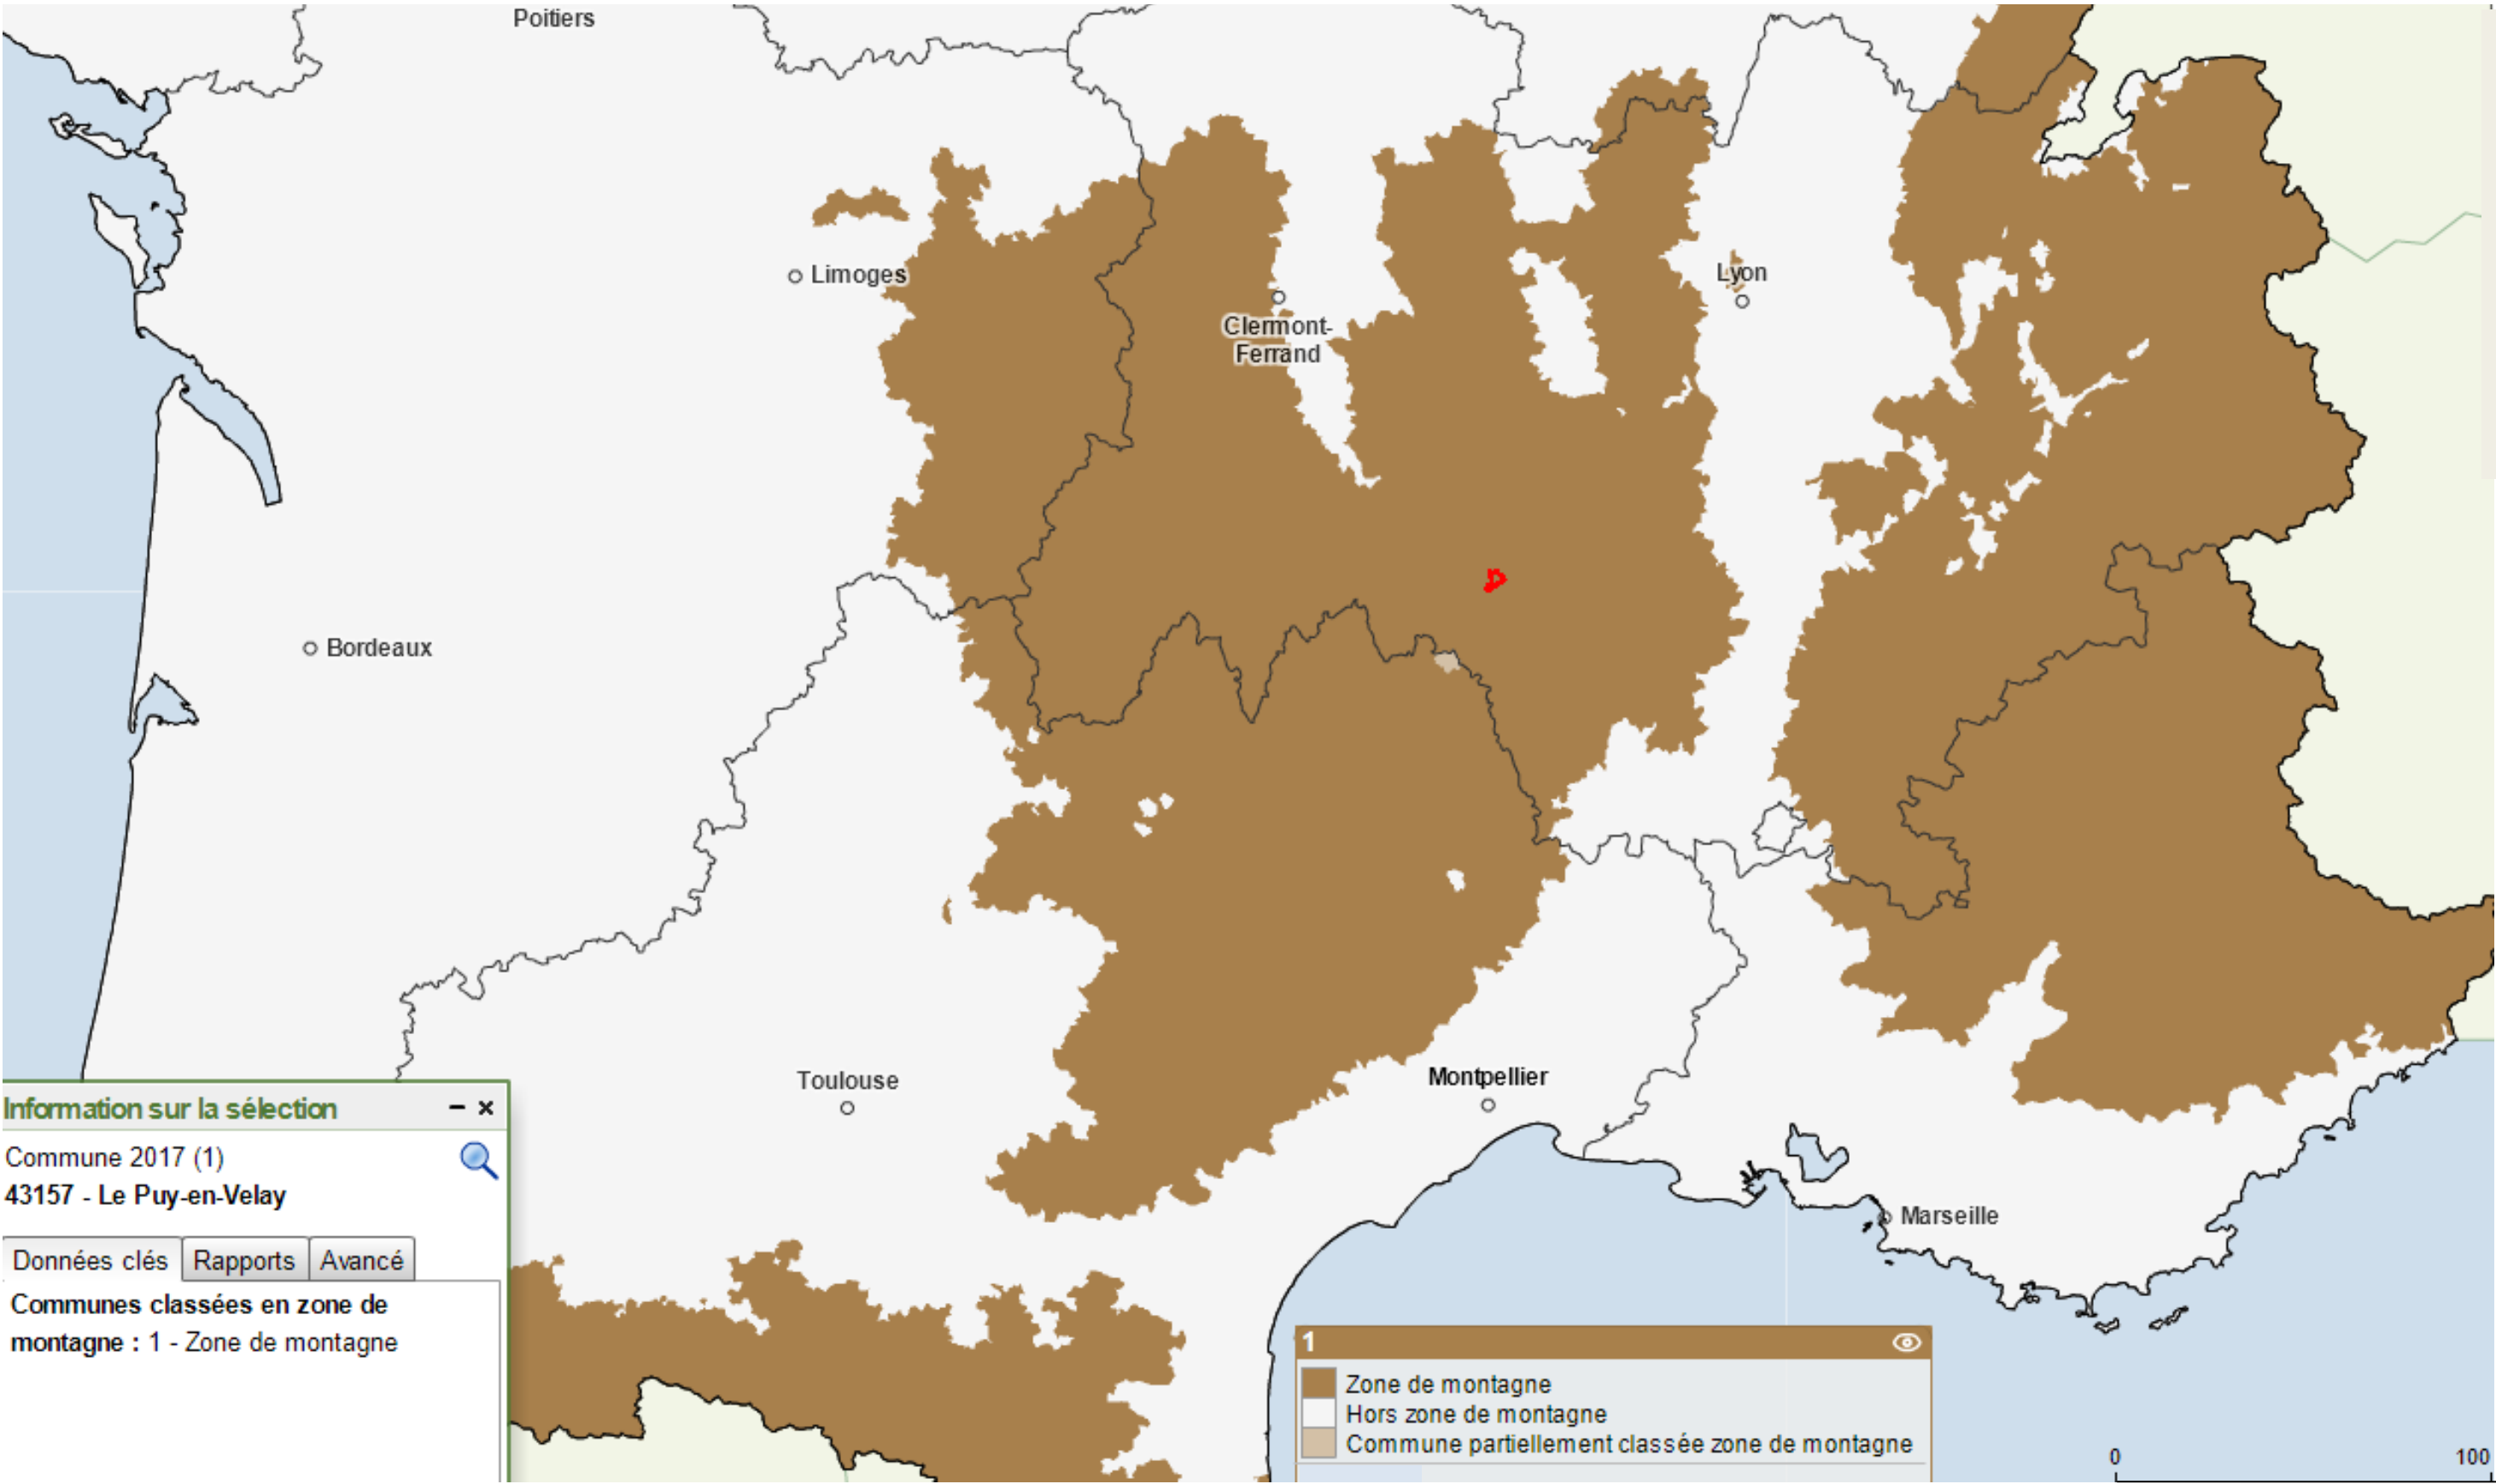 Poitiers
Limoges
Lyon
Clermont-
Ferrand
Bordeaux
Toulouse
Montpellier
Marseille
Information sur la sélection
Commune 2017 (1)
43157 - Le Puy-en-Velay
Données clés
Rapports
Avancé
Communes classées en zone de
montagne : 1 - Zone de montagne
1
Zone de montagne
Hors zone de montagne
Commune partiellement classée zone de montagne
0
100